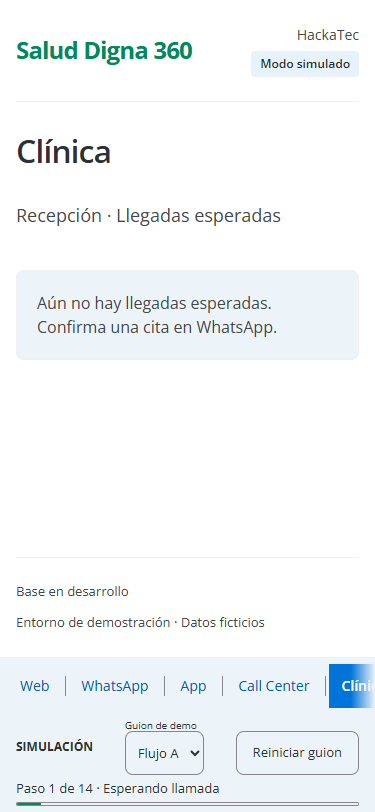 Salud Digna 360
HackaTec
Modo simulado
Clínica
Recepción · Llegadas esperadas
Aún no hay llegadas esperadas.
Confirma una cita en WhatsApp.
Base en desarrollo
Entorno de demostración · Datos ficticios
Web
WhatsApp
App
Call Center
Clíni
SIMULACIÓN
Guion de demo
Flujo A
Reiniciar guion
Paso 1 de 14 · Esperando llamada